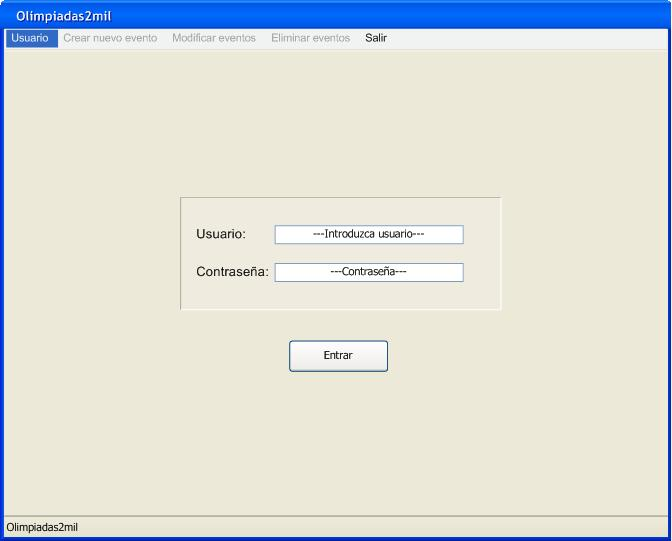 Olimpiadas2mil
Usuario Crear nuevo evento Modificar eventos Eliminar eventos Salir
Usuario: ---Introduzca usuario---
Contraseña: ---Contraseña---
Entrar
Olimpiadas2mil